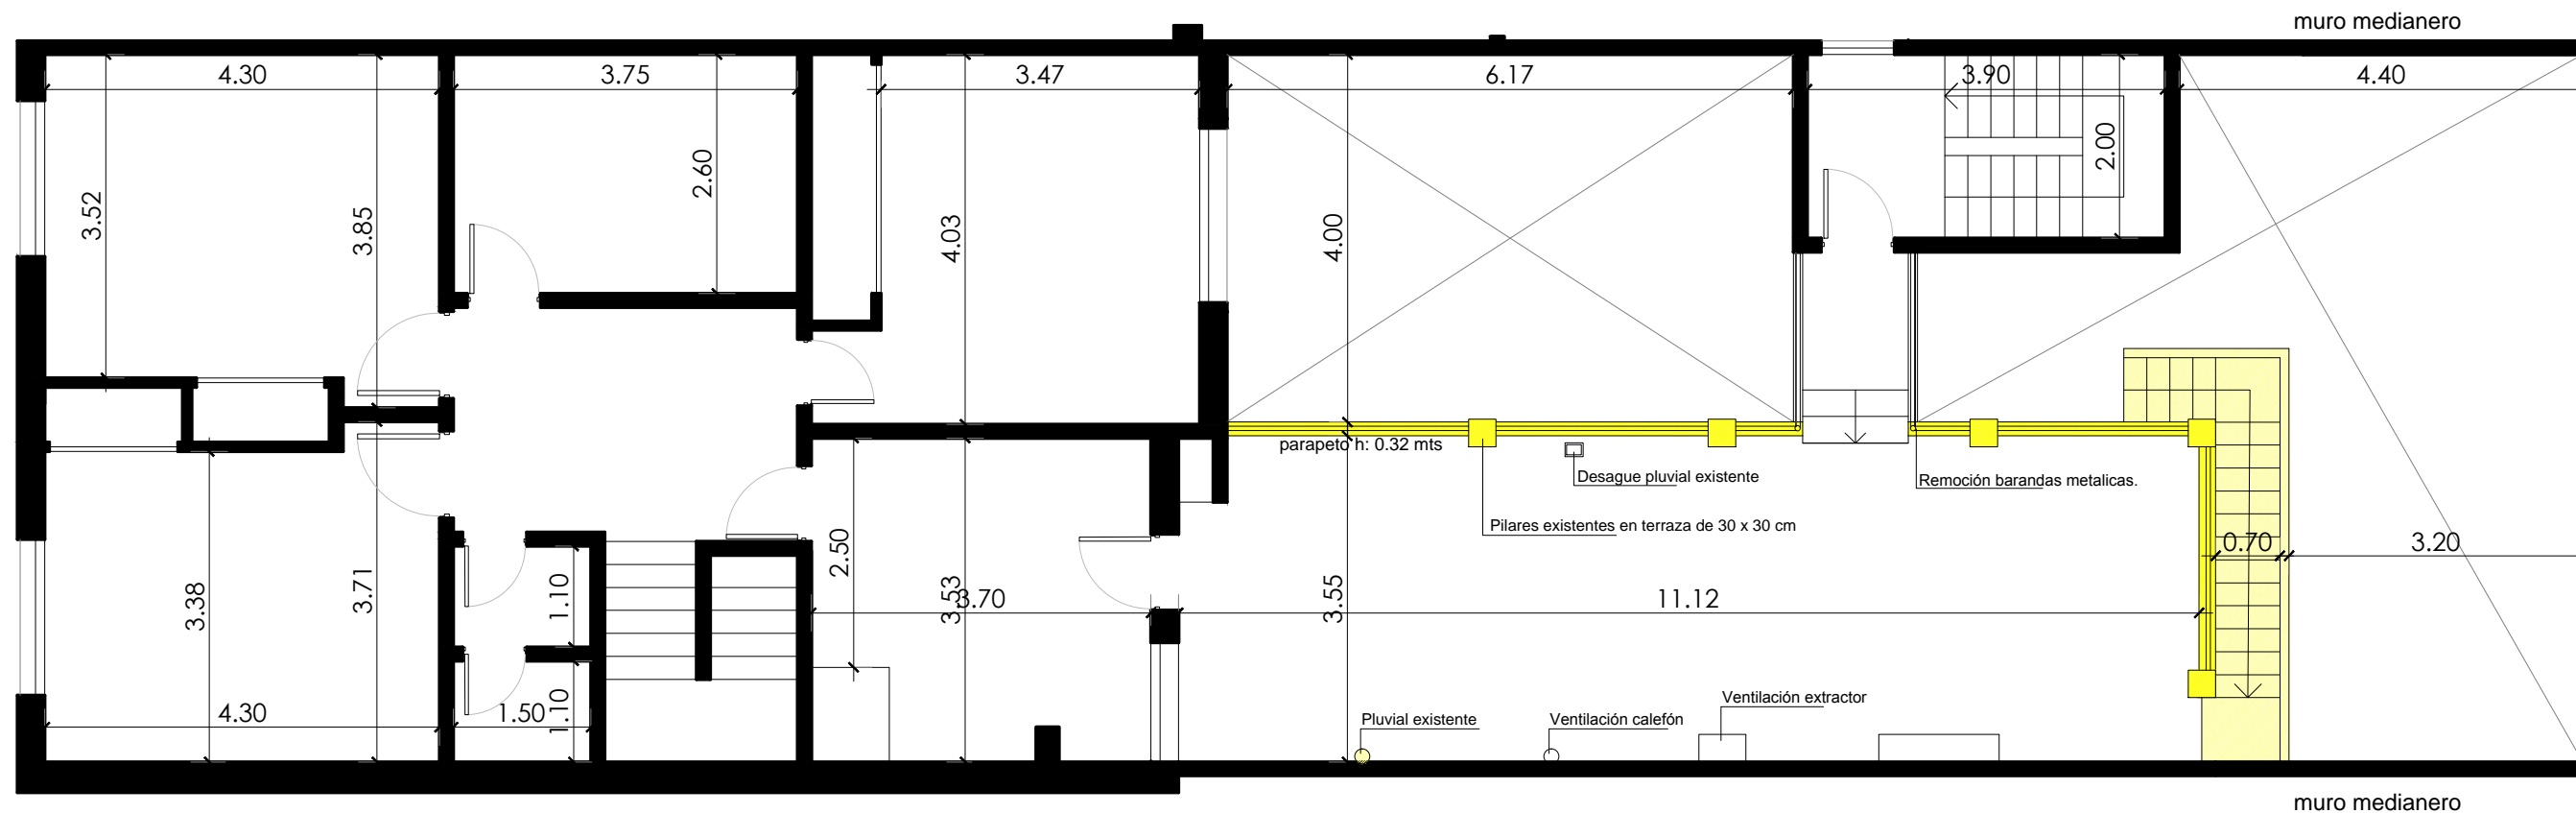 muro medianero
4.30
3.75
3.47
6.17
3.90
4.40
2.00
2.60
3.52
3.85
4.03
4.00
parapeto h: 0.32 mts
Desague pluvial existente
Remoción barandas metalicas.
Pilares existentes en terraza de 30 x 30 cm
2.50
0.70
3.20
3.38
3.71
1.10
3.53
3.70
3.55
11.12
4.30
1.50
1.10
Pluvial existente
Ventilación calefón
Ventilación extractor
muro medianero